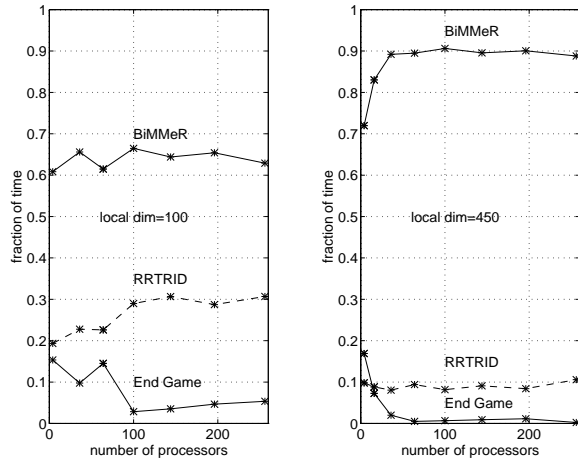 1
0.9
0.8
0.7
0.6
0.5
0.4
0.3
0.2
0.1
0
fraction of time
BiMMeR
local dim=100
RRTRID
End Game
0
100
200
number of processors
1
0.9
0.8
0.7
0.6
0.5
0.4
0.3
0.2
0.1
0
fraction of time
BiMMeR
local dim=450
RRTRID
End Game
0
100
200
number of processors